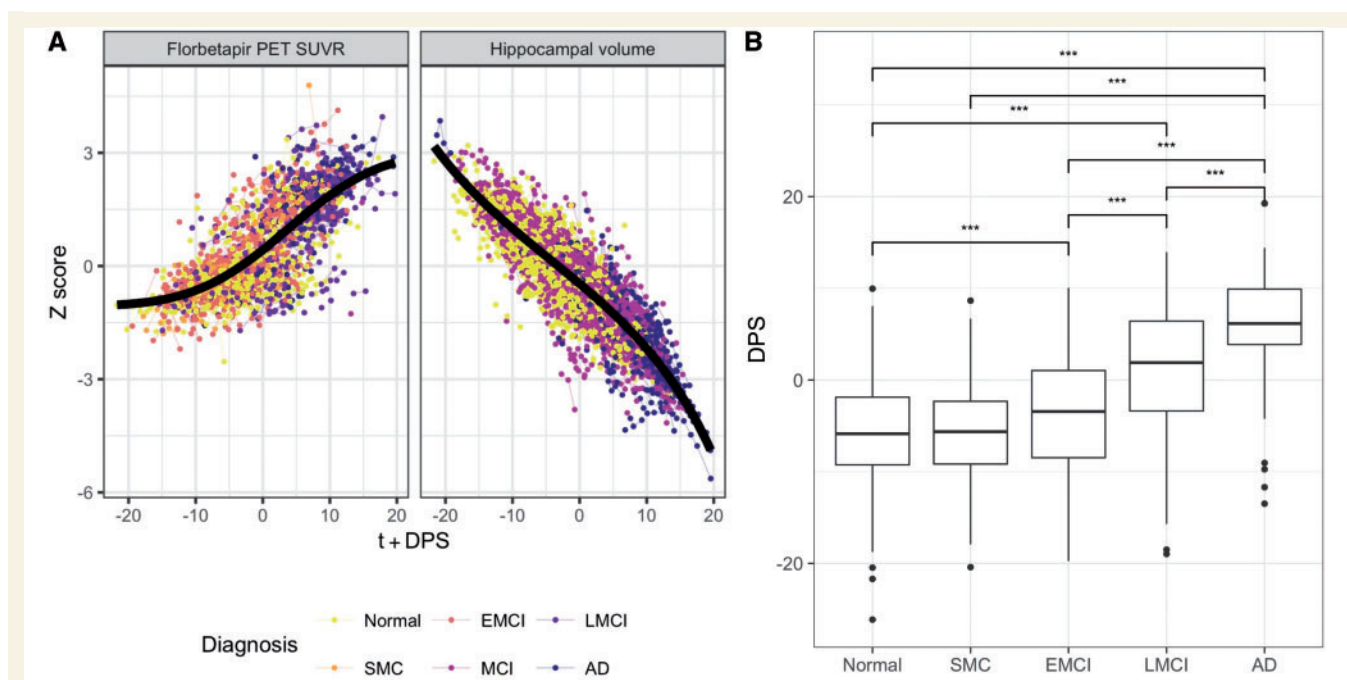 A
B
Florbetapir PET SUVR
Hippocampal volume
Z score
3
0
-3
-6
-20
-10
0
10
20
-20
-10
0
10
20
t + DPS
Diagnosis
Normal
EMCI
LMCI
SMC
MCI
AD
DPS
20
0
-20
***
***
***
***
***
***
***
Normal
SMC
EMCI
LMCI
AD